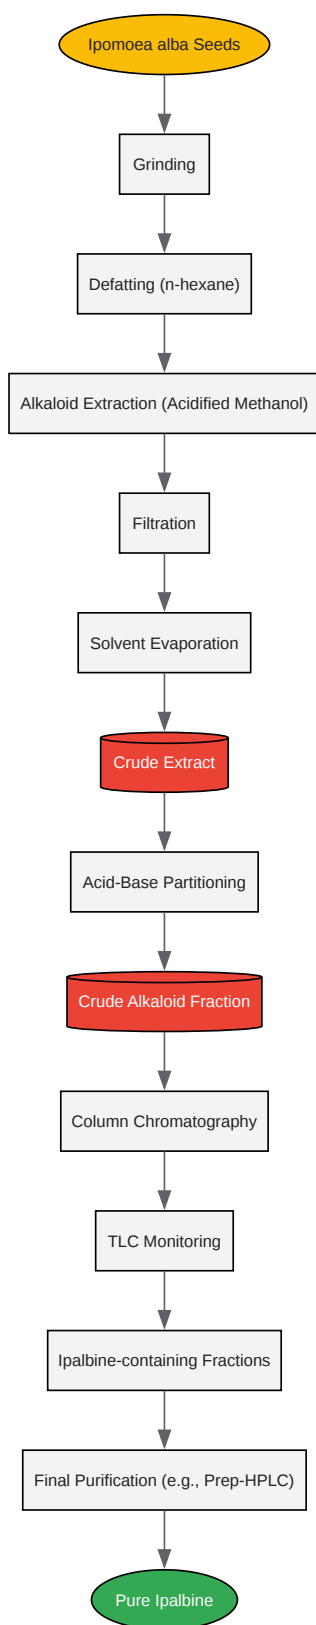 Ipomoea alba Seeds
Grinding
Defatting (n-hexane)
Alkaloid Extraction (Acidified Methanol)
Filtration
Solvent Evaporation
Crude Extract
Acid-Base Partitioning
Crude Alkaloid Fraction
Column Chromatography
TLC Monitoring
Ipalbine-containing Fractions
Final Purification (e.g., Prep-HPLC)
Pure Ipalbine